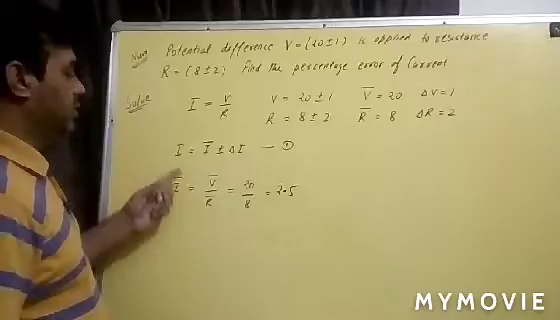 Num Potential difference V = (20 ± 1) is applied to resistance
R = (8 ± 2) Find the percentage error of Current
Solve I = V/R V = 20 ± 1 V̅ = 20 ΔV = 1
R = 8 ± 2 R̅ = 8 ΔR = 2
I = I̅ ± ΔI — ①
I̅ = V̅/R̅ = 20/8 = 2.5
MYMOVIE